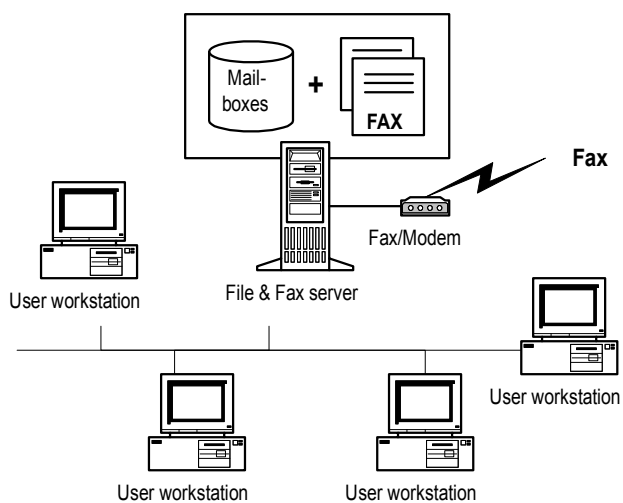 Mail-
boxes
+
FAX
Fax
Fax/Modem
User workstation
File & Fax server
User workstation
User workstation
User workstation